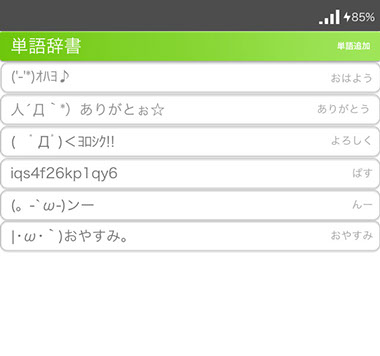 85%
単語辞書 単語追加
('-'*)ｵﾊﾖ♪ おはよう
人´Д｀*）ありがとぉ☆ ありがとう
(　ﾟДﾟ)＜ﾖﾛｼｸ!! よろしく
iqs4f26kp1qy6 ぱす
(。-`ω-)ンー んー
|･ω･｀)おやすみ。 おやすみ